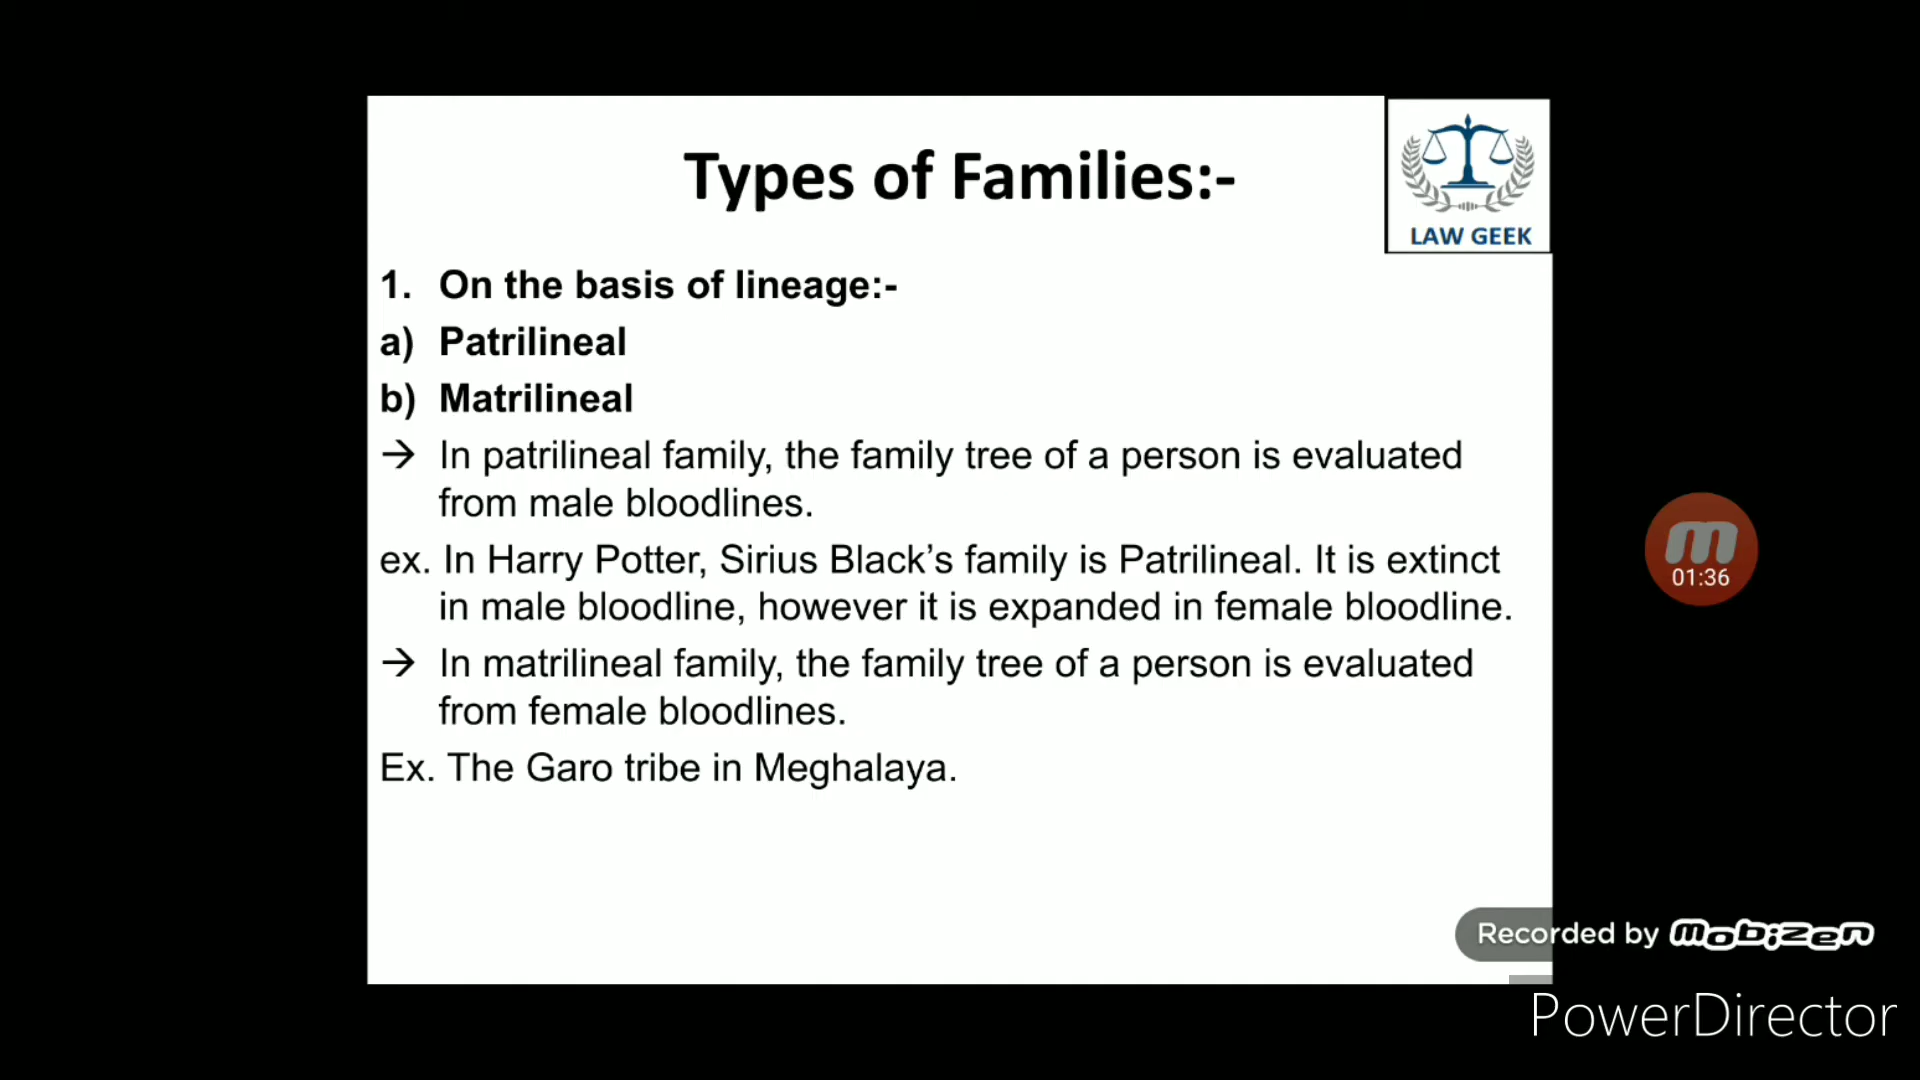 Types of Families:-
LAW GEEK
1. On the basis of lineage:-
a) Patrilineal
b) Matrilineal
→ In patrilineal family, the family tree of a person is evaluated
from male bloodlines.
ex. In Harry Potter, Sirius Black’s family is Patrilineal. It is extinct
in male bloodline, however it is expanded in female bloodline.
→ In matrilineal family, the family tree of a person is evaluated
from female bloodlines.
Ex. The Garo tribe in Meghalaya.
m
01:36
Recorded by mobizen
PowerDirector